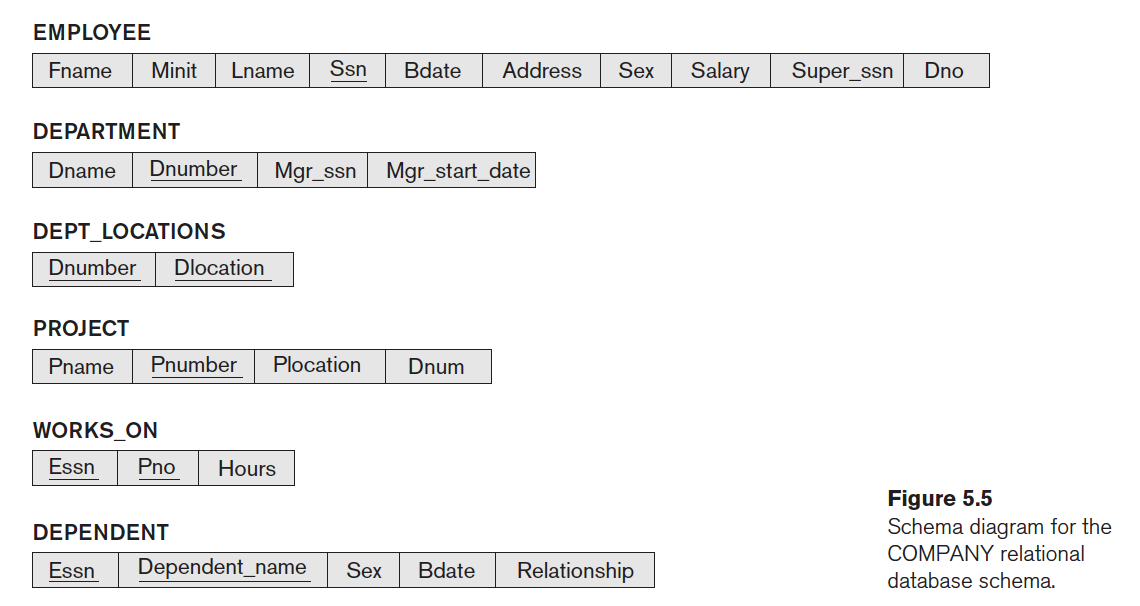 EMPLOYEE
Fname Minit Lname Ssn Bdate Address Sex Salary Super_ssn Dno
DEPARTMENT
Dname Dnumber Mgr_ssn Mgr_start_date
DEPT_LOCATIONS
Dnumber Dlocation
PROJECT
Pname Pnumber Plocation Dnum
WORKS_ON
Essn Pno Hours
DEPENDENT
Essn Dependent_name Sex Bdate Relationship
Figure 5.5
Schema diagram for the
COMPANY relational
database schema.